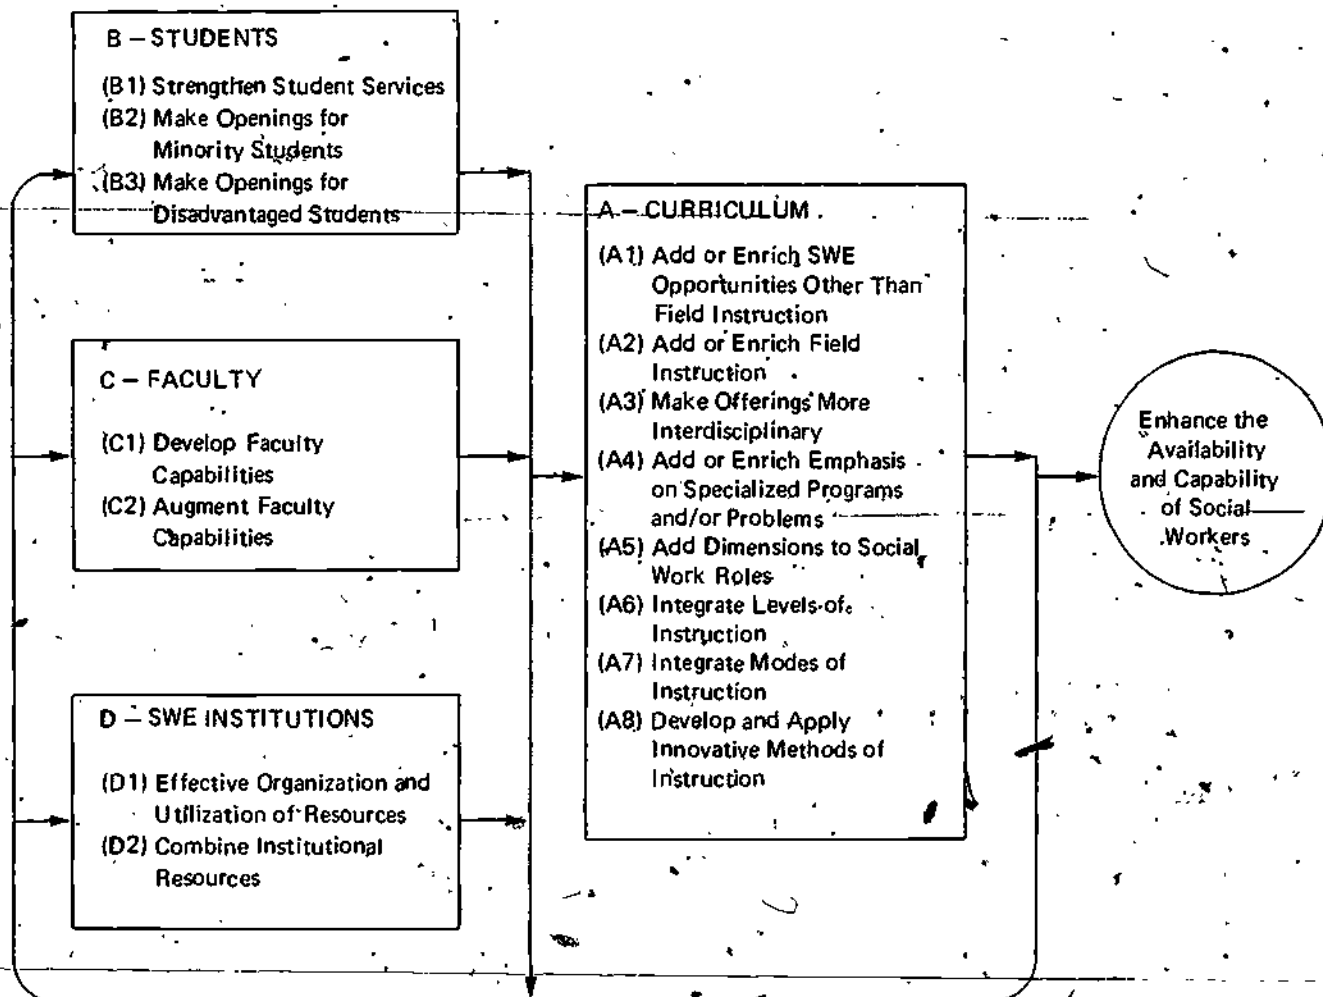 B – STUDENTS
(B1) Strengthen Student Services
(B2) Make Openings for
Minority Students
(B3) Make Openings for
Disadvantaged Students
C – FACULTY
(C1) Develop Faculty
Capabilities
(C2) Augment Faculty
Capabilities
D – SWE INSTITUTIONS
(D1) Effective Organization and
Utilization of Resources
(D2) Combine Institutional
Resources
A – CURRICULUM
(A1) Add or Enrich SWE
Opportunities Other Than
Field Instruction
(A2) Add or Enrich Field
Instruction
(A3) Make Offerings More
Interdisciplinary
(A4) Add or Enrich Emphasis
on Specialized Programs
and/or Problems
(A5) Add Dimensions to Social
Work Roles
(A6) Integrate Levels of
Instruction
(A7) Integrate Modes of
Instruction
(A8) Develop and Apply
Innovative Methods of
Instruction
Enhance the
Availability
and Capability
of Social
Workers